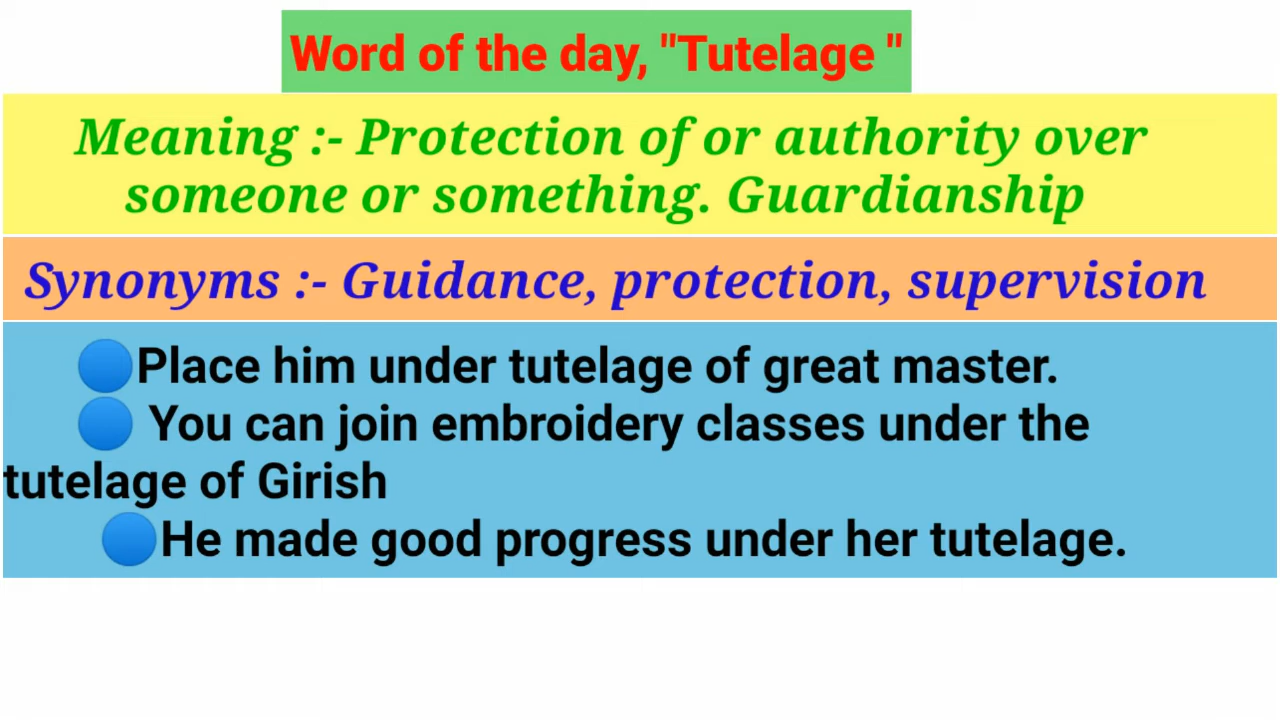 Word of the day, "Tutelage "
Meaning :- Protection of or authority over
someone or something. Guardianship
Synonyms :- Guidance, protection, supervision
🔵Place him under tutelage of great master.
🔵 You can join embroidery classes under the
tutelage of Girish
🔵He made good progress under her tutelage.